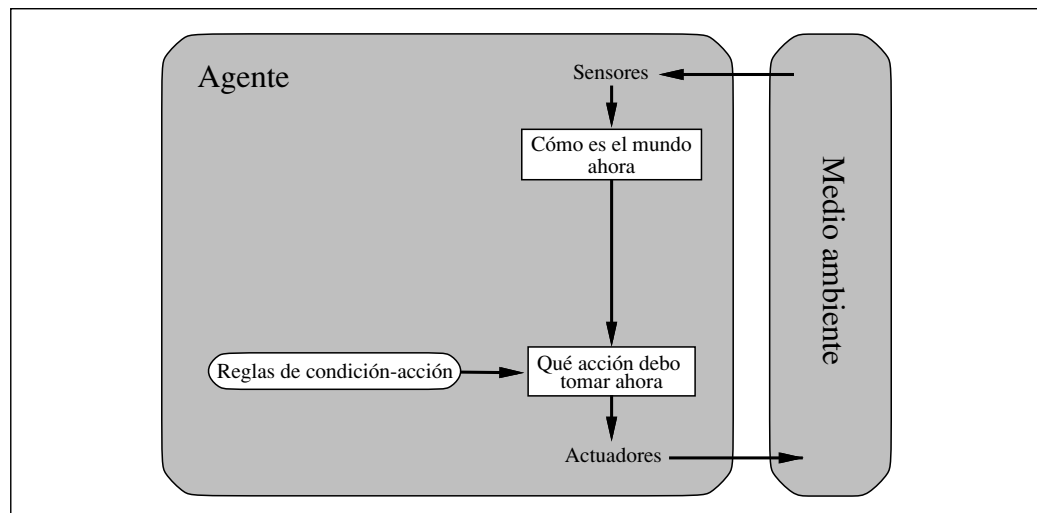 Agente
Sensores
Cómo es el mundo
ahora
Medio ambiente
Reglas de condición-acción
Qué acción debo
tomar ahora
Actuadores